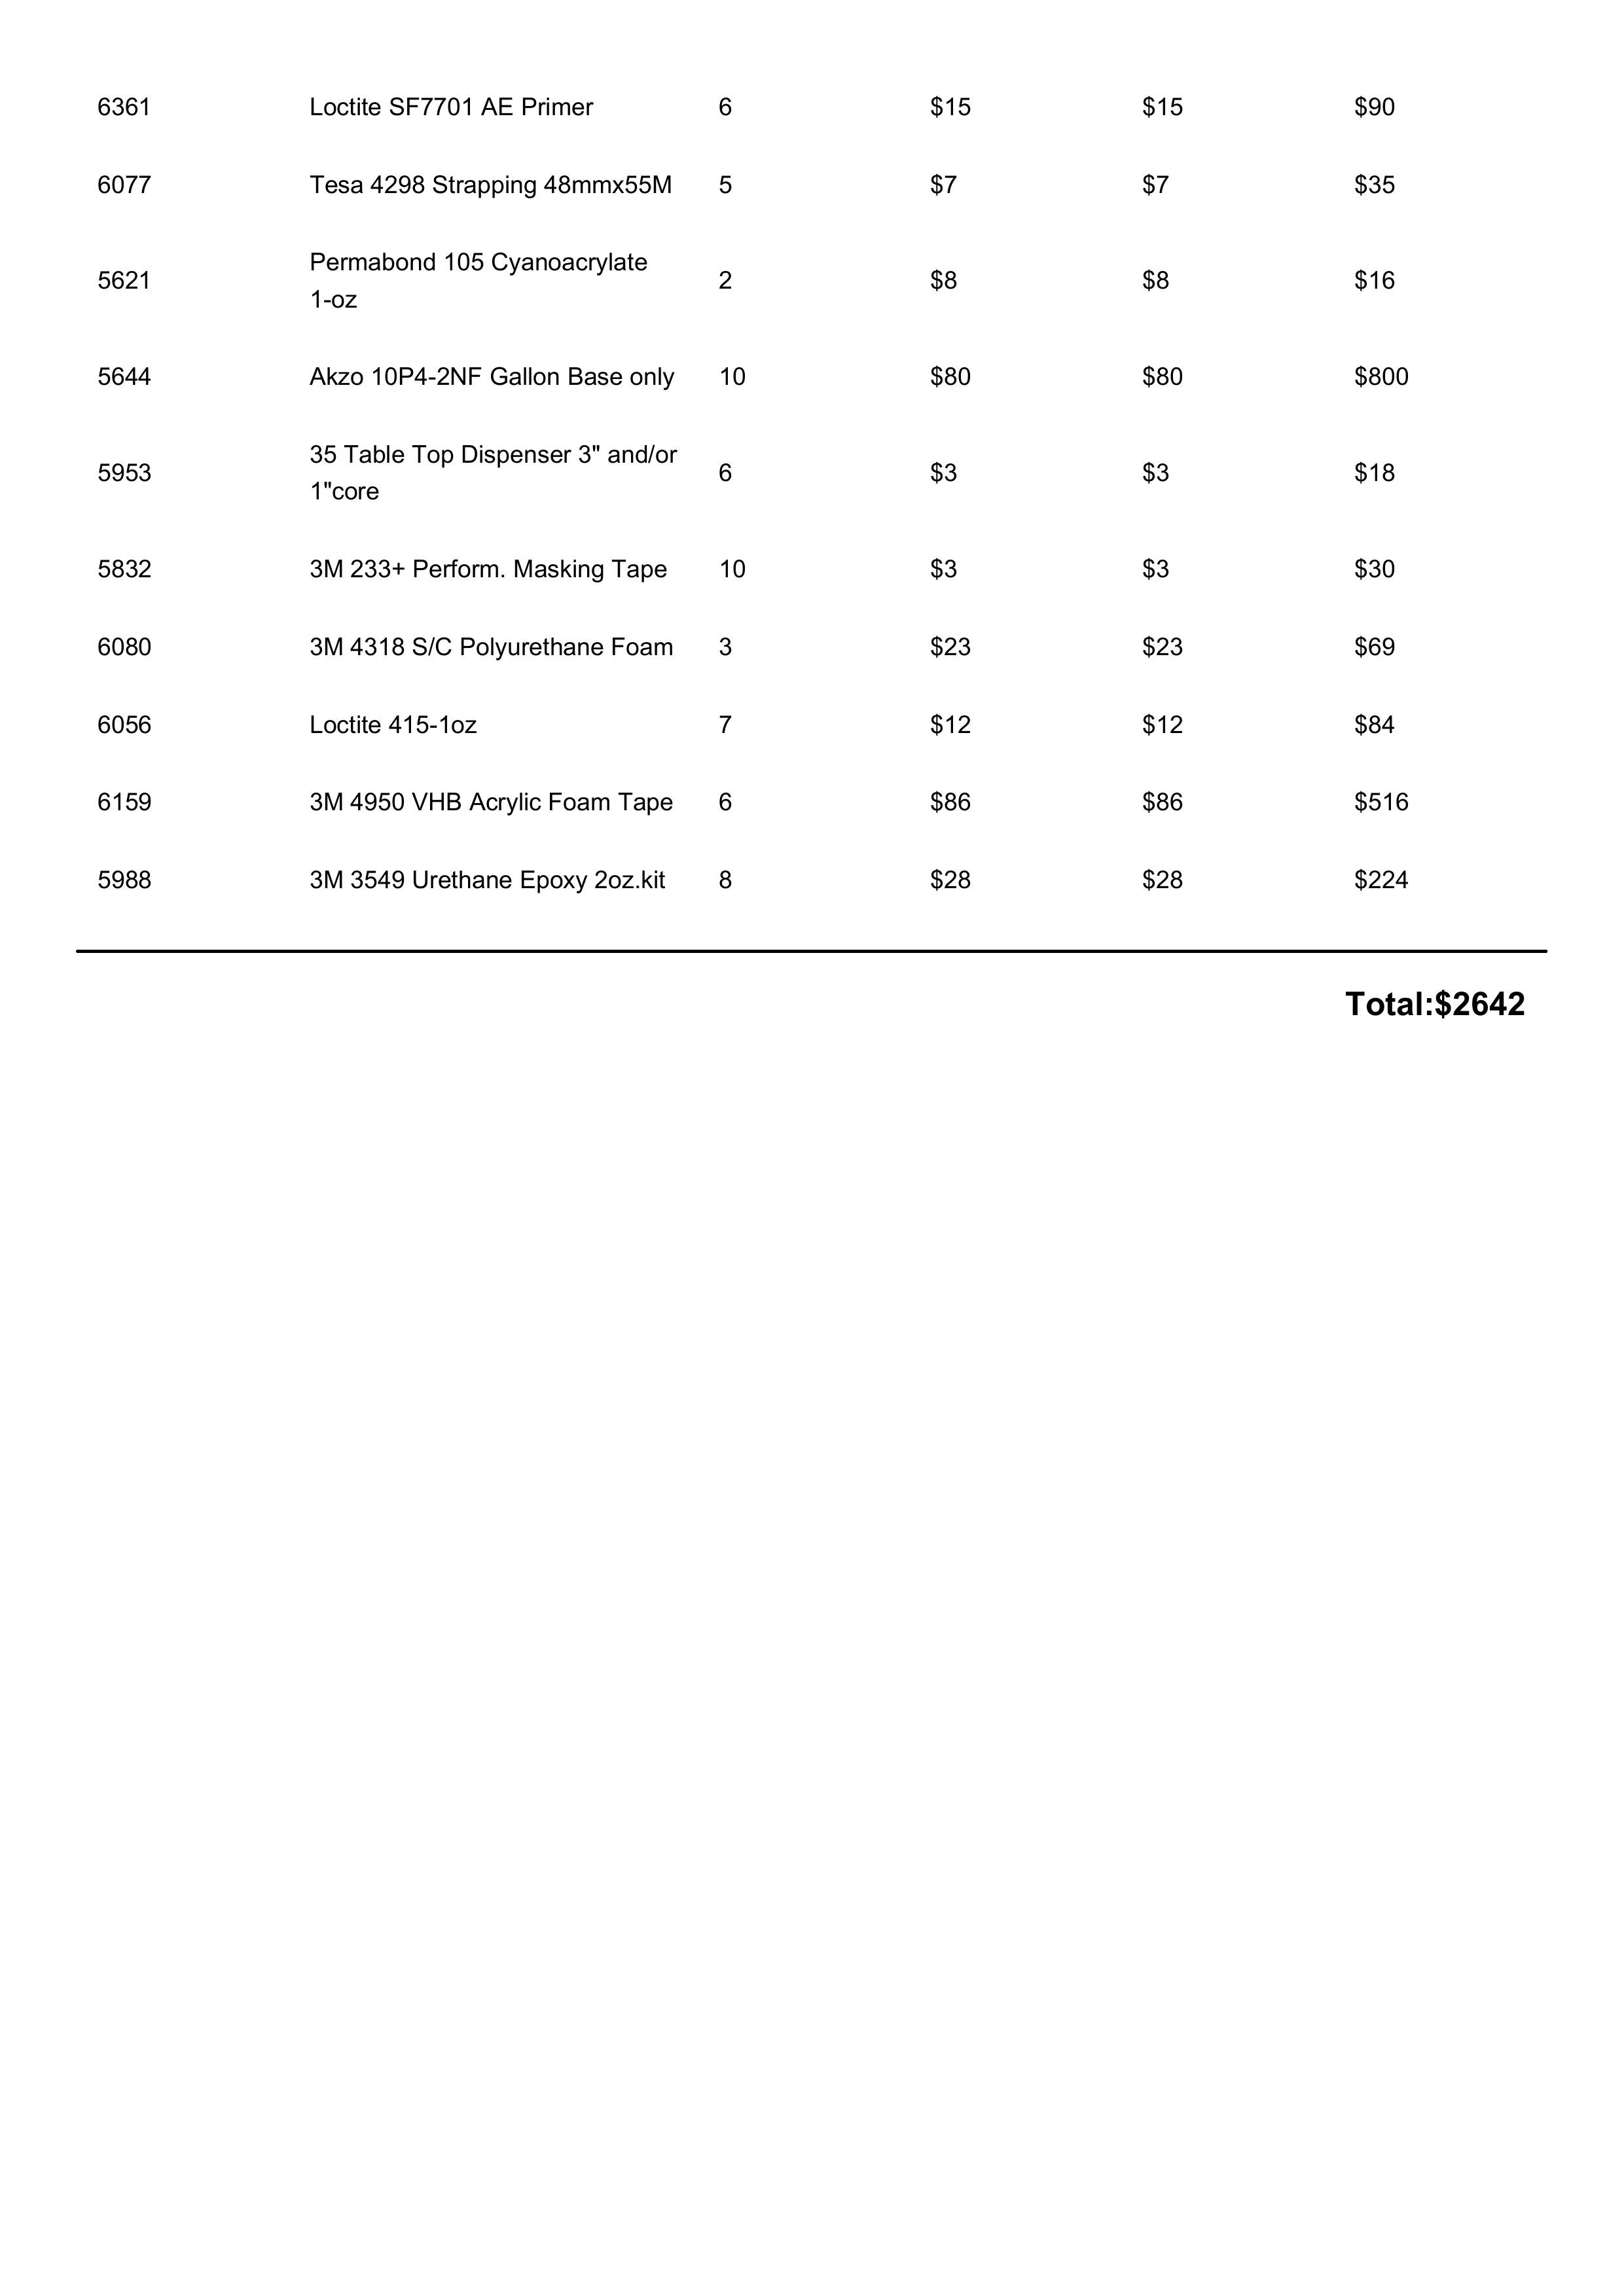 6361 Loctite SF7701 AE Primer 6 $15 $15 $90
6077 Tesa 4298 Strapping 48mmx55M 5 $7 $7 $35
Permabond 105 Cyanoacrylate
5621 2 $8 $8 $16
1-oz
5644 Akzo 10P4-2NF Gallon Base only 10 $80 $80 $800
35 Table Top Dispenser 3" and/or
5953 6 $3 $3 $18
1"core
5832 3M 233+ Perform. Masking Tape 10 $3 $3 $30
6080 3M 4318 S/C Polyurethane Foam 3 $23 $23 $69
6056 Loctite 415-1oz 7 $12 $12 $84
6159 3M 4950 VHB Acrylic Foam Tape 6 $86 $86 $516
5988 3M 3549 Urethane Epoxy 2oz.kit 8 $28 $28 $224
Total:$2642